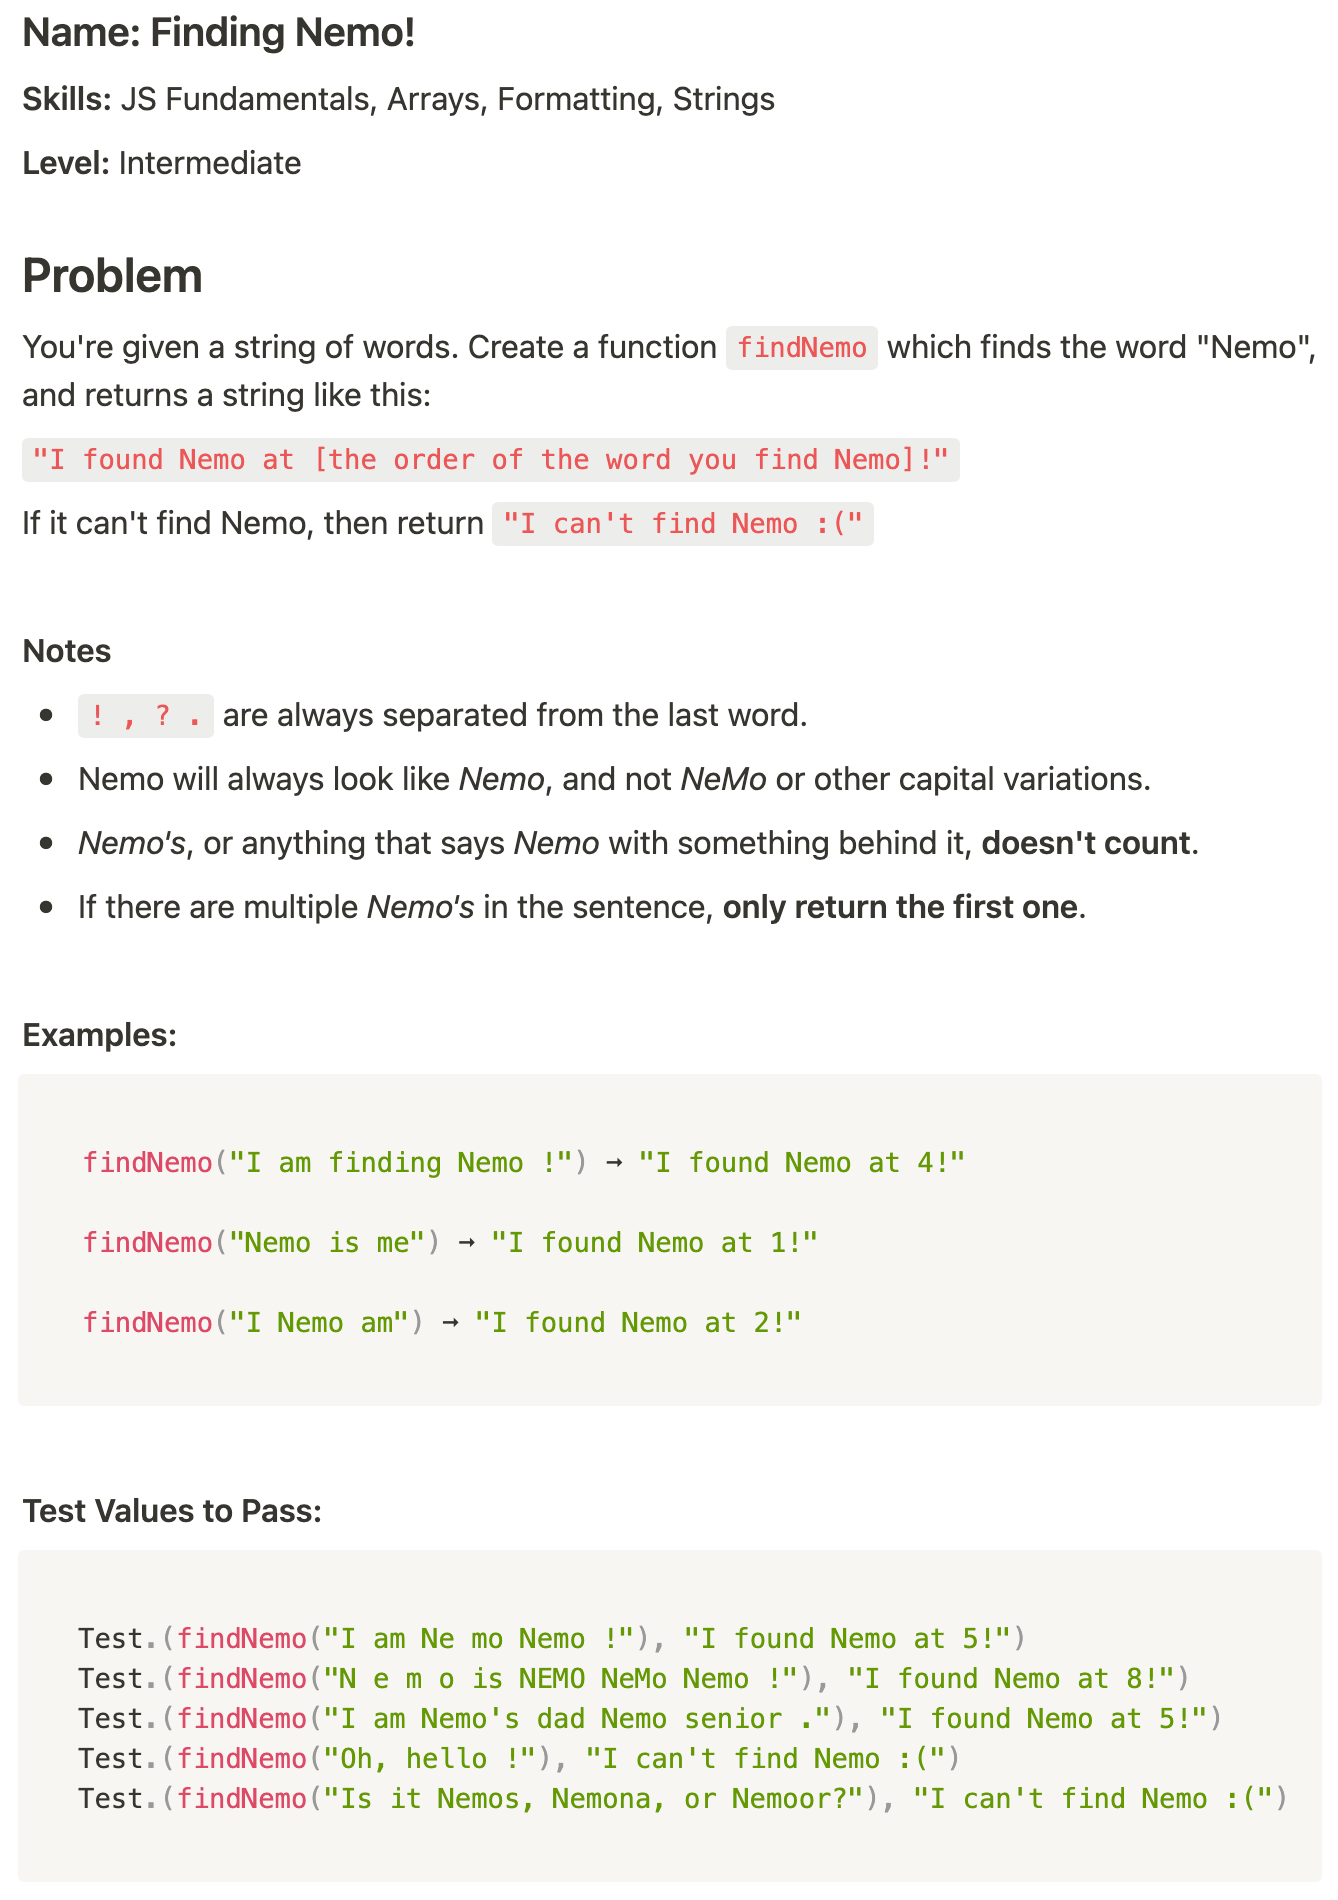 Name: Finding Nemo!
Skills: JS Fundamentals, Arrays, Formatting, Strings
Level: Intermediate
Problem
You're given a string of words. Create a function findNemo which finds the word "Nemo",
and returns a string like this:
"I found Nemo at [the order of the word you find Nemo]!"
If it can't find Nemo, then return "I can't find Nemo :("
Notes
• ! , ? . are always separated from the last word.
• Nemo will always look like Nemo, and not NeMo or other capital variations.
• Nemo's, or anything that says Nemo with something behind it, doesn't count.
• If there are multiple Nemo's in the sentence, only return the first one.
Examples:
findNemo("I am finding Nemo !") → "I found Nemo at 4!"
findNemo("Nemo is me") → "I found Nemo at 1!"
findNemo("I Nemo am") → "I found Nemo at 2!"
Test Values to Pass:
Test.(findNemo("I am Ne mo Nemo !"), "I found Nemo at 5!")
Test.(findNemo("N e m o is NEMO NeMo Nemo !"), "I found Nemo at 8!")
Test.(findNemo("I am Nemo's dad Nemo senior ."), "I found Nemo at 5!")
Test.(findNemo("Oh, hello !"), "I can't find Nemo :(")
Test.(findNemo("Is it Nemos, Nemona, or Nemoor?"), "I can't find Nemo :(")